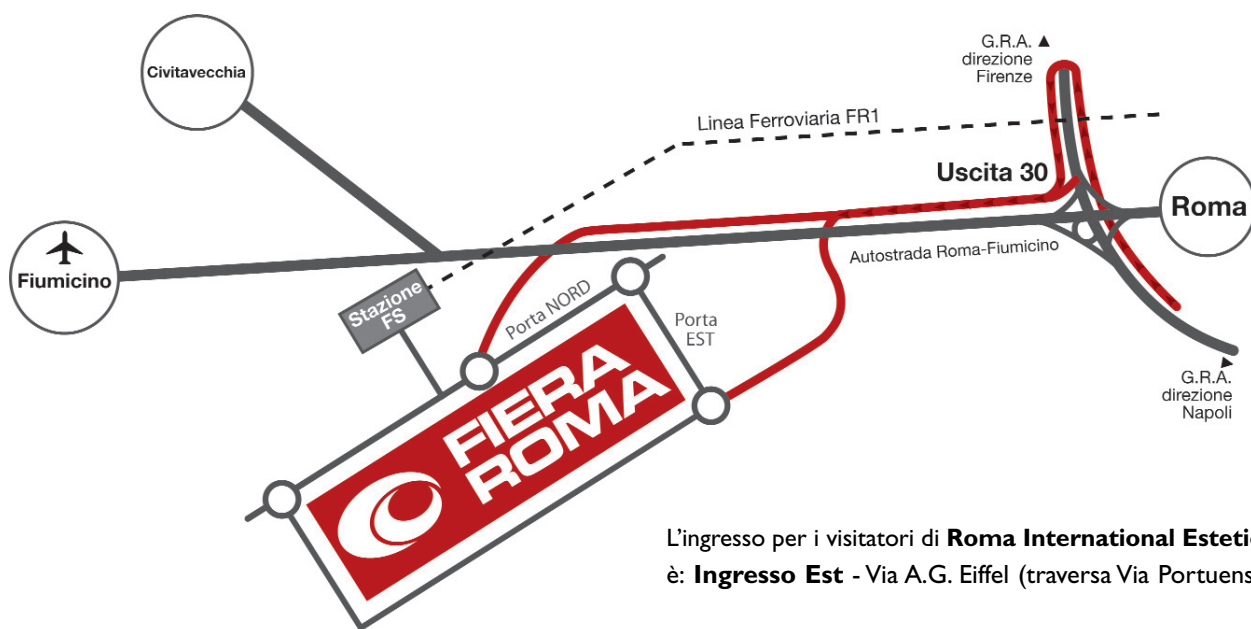 G.R.A.
direzione
Firenze
Civitavecchia
Linea Ferroviaria FR1
Uscita 30
Roma
Fiumicino
Autostrada Roma-Fiumicino
Stazione
FS
Porta NORD
Porta
EST
FIERA
ROMA
G.R.A.
direzione
Napoli
L'ingresso per i visitatori di Roma International Esteti
è: Ingresso Est - Via A.G. Eiffel (traversa Via Portuens